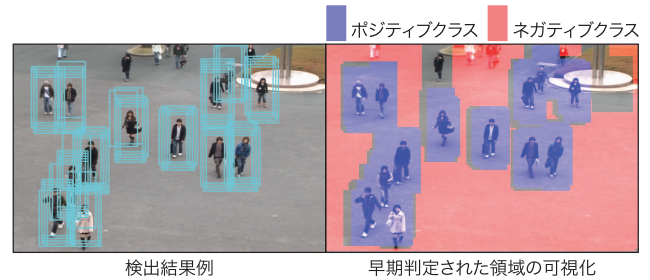 ポジティブクラス ネガティブクラス
検出結果例 早期判定された領域の可視化